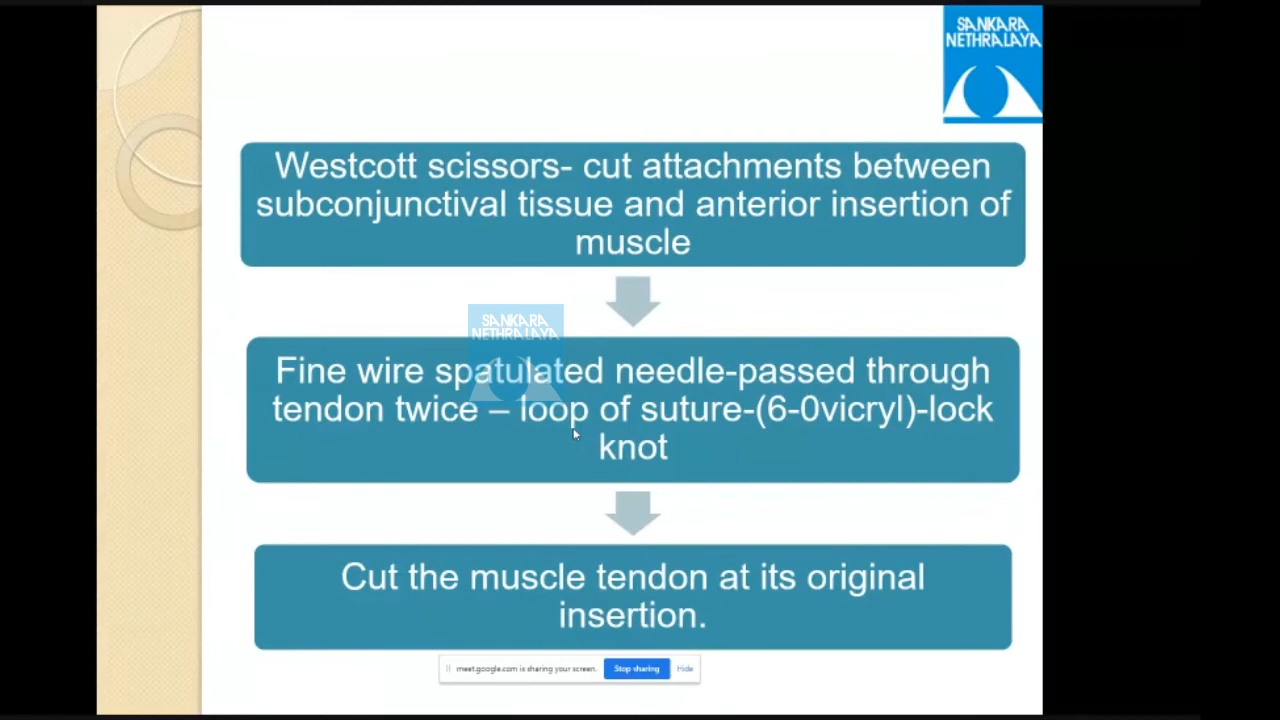 SANKARA
NETHRALAYA
Westcott scissors- cut attachments between
subconjunctival tissue and anterior insertion of
muscle
SANKARA
NETHRALAYA
Fine wire spatulated needle-passed through
tendon twice – loop of suture-(6-0vicryl)-lock
knot
Cut the muscle tendon at its original
insertion.
meet.google.com is sharing your screen. Stop sharing Hide